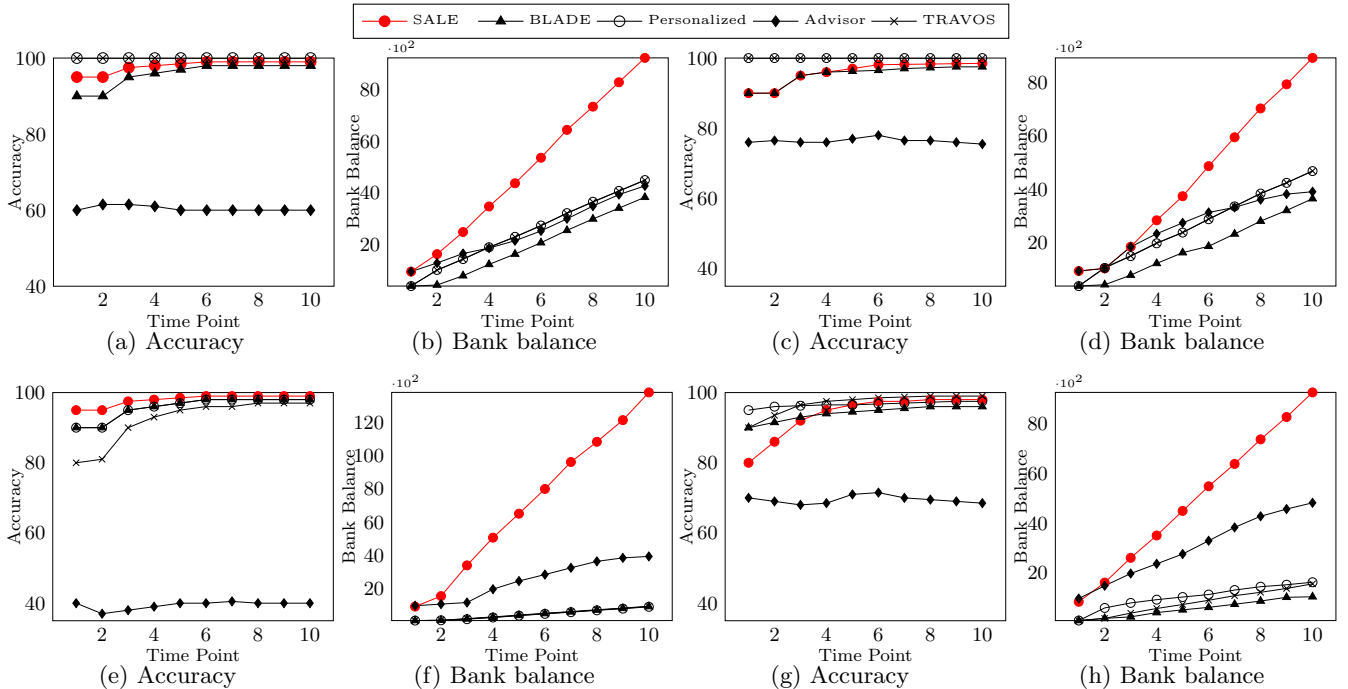 SALE BLADE Personalized Advisor TRAVOS
100
80
60
40
2 4 6 8 10
Accuracy
Time Point
(a) Accuracy
·10²
80
60
40
20
2 4 6 8 10
Bank Balance
Time Point
(b) Bank balance
100
80
60
40
2 4 6 8 10
Accuracy
Time Point
(c) Accuracy
·10²
80
60
40
20
2 4 6 8 10
Bank Balance
Time Point
(d) Bank balance
100
80
60
40
2 4 6 8 10
Accuracy
Time Point
(e) Accuracy
·10²
120
100
80
60
40
20
2 4 6 8 10
Bank Balance
Time Point
(f) Bank balance
100
80
60
40
2 4 6 8 10
Accuracy
Time Point
(g) Accuracy
·10²
80
60
40
20
2 4 6 8 10
Bank Balance
Time Point
(h) Bank balance